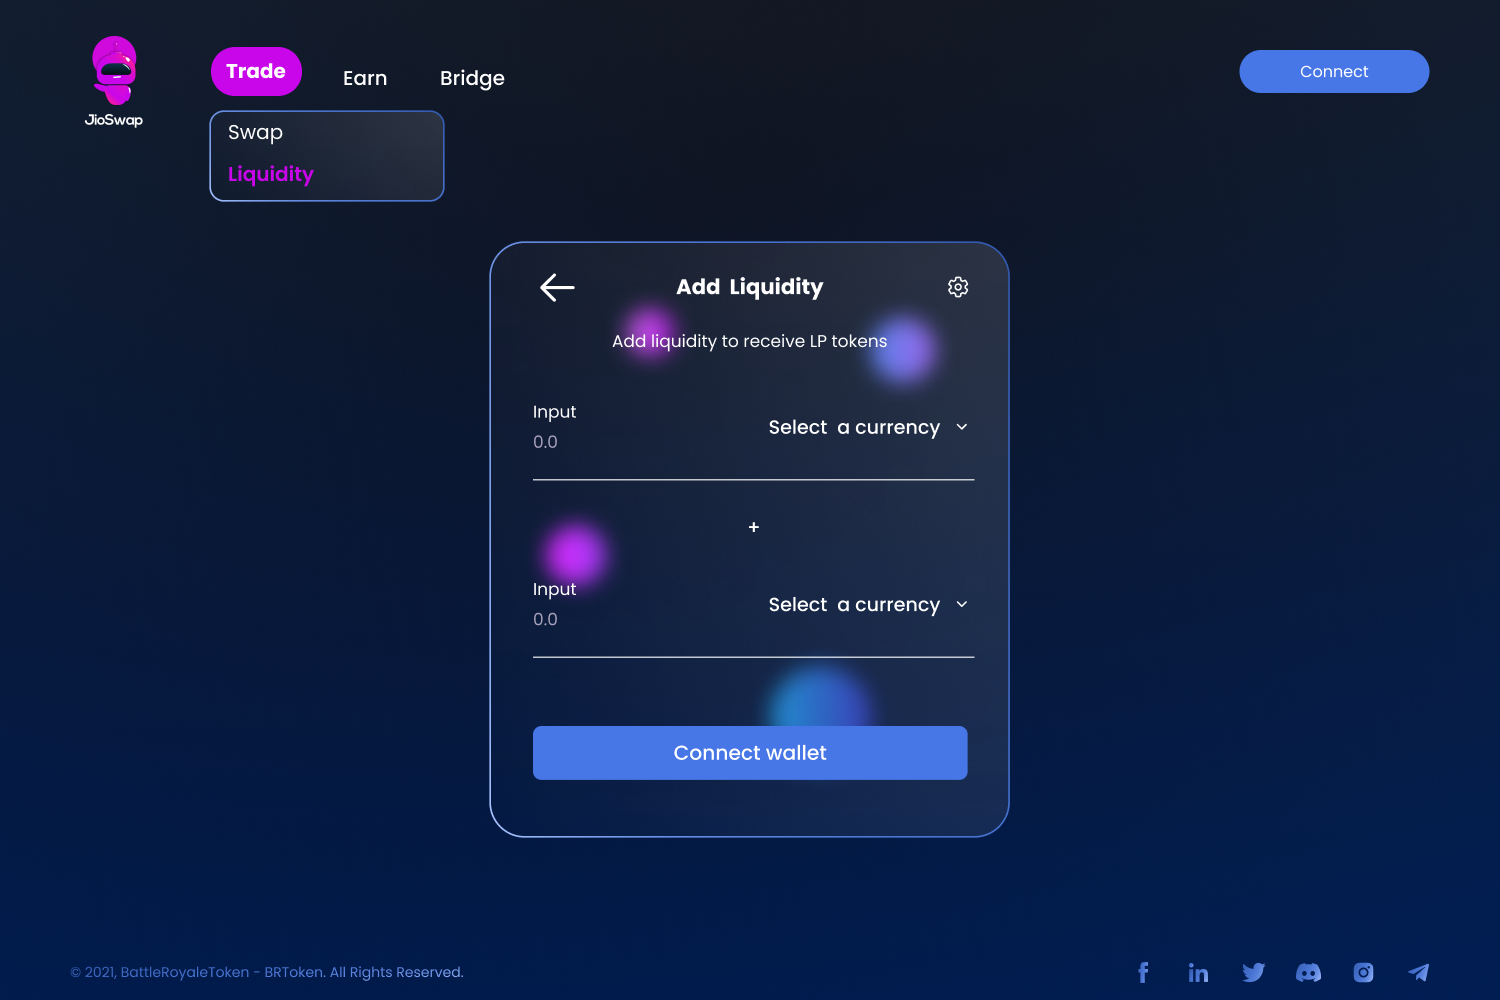 JioSwap
Trade
Earn
Bridge
Connect
Swap
Liquidity
Add Liquidity
Add liquidity to receive LP tokens
Input
0.0
Select a currency
+
Input
0.0
Select a currency
Connect wallet
© 2021, BattleRoyaleToken - BRToken. All Rights Reserved.